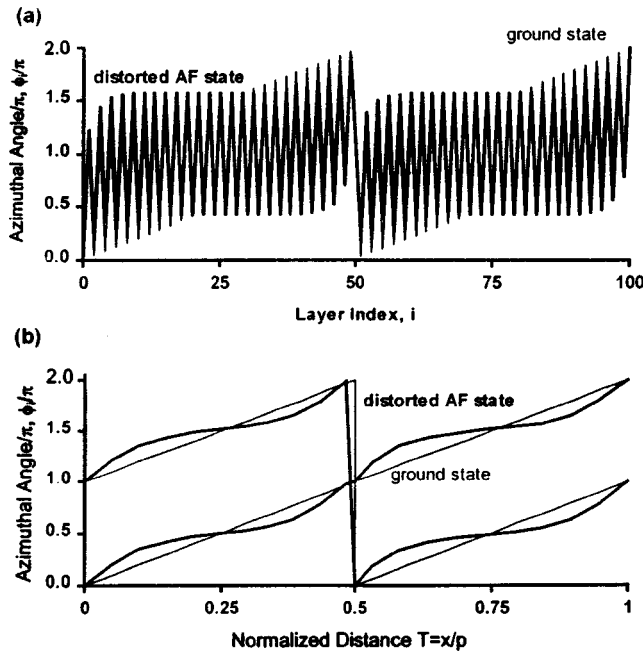 (a)
ground state
distorted AF state
Azimuthal Angle/π, ϕᵢ/π
2.0
1.5
1.0
0.5
0.0
0
25
50
75
100
Layer Index, i
(b)
distorted AF state
ground state
Azimuthal Angle/π, ϕᵢ/π
2.0
1.5
1.0
0.5
0.0
0
0.25
0.5
0.75
1
Normalized Distance T=x/p